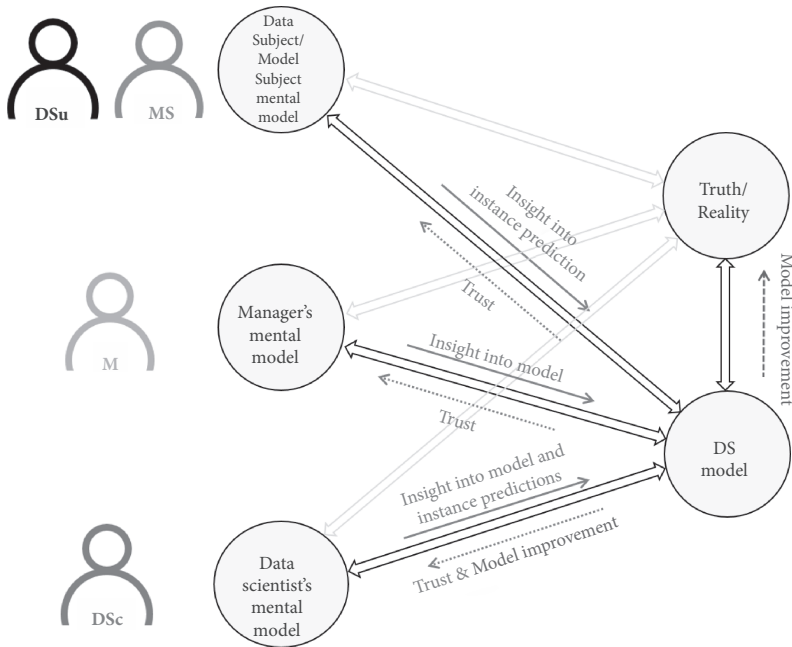 Data
Subject/
Model
Subject
mental
model
DSu
MS
Truth/
Reality
Insight into
instance prediction
Trust
Model improvement
Manager's
mental
model
M
Insight into model
Trust
DS
model
Insight into model and
instance predictions
Trust & Model improvement
Data
scientist's
mental
model
DSc